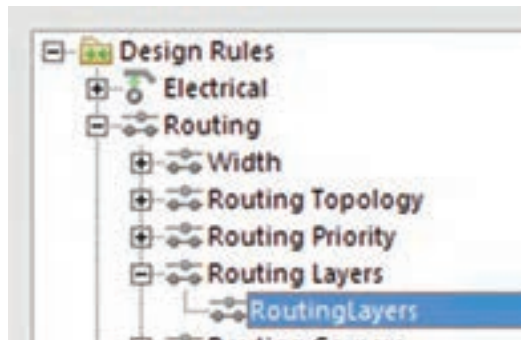 Design Rules
Electrical
Routing
Width
Routing Topology
Routing Priority
Routing Layers
RoutingLayers